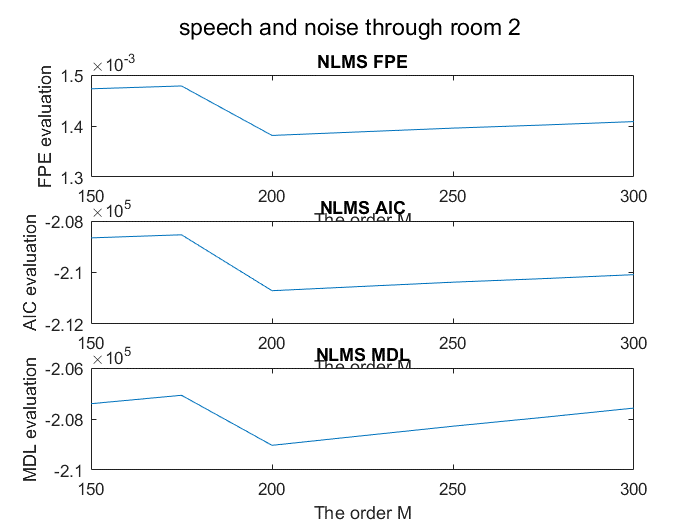 speech and noise through room 2
×10-3
NLMS FPE
1.5
1.4
1.3
FPE evaluation
150 200 250 300
The order M
×105
NLMS AIC
-2.08
-2.1
-2.12
AIC evaluation
150 200 250 300
The order M
×105
NLMS MDL
-2.06
-2.08
-2.1
MDL evaluation
150 200 250 300
The order M